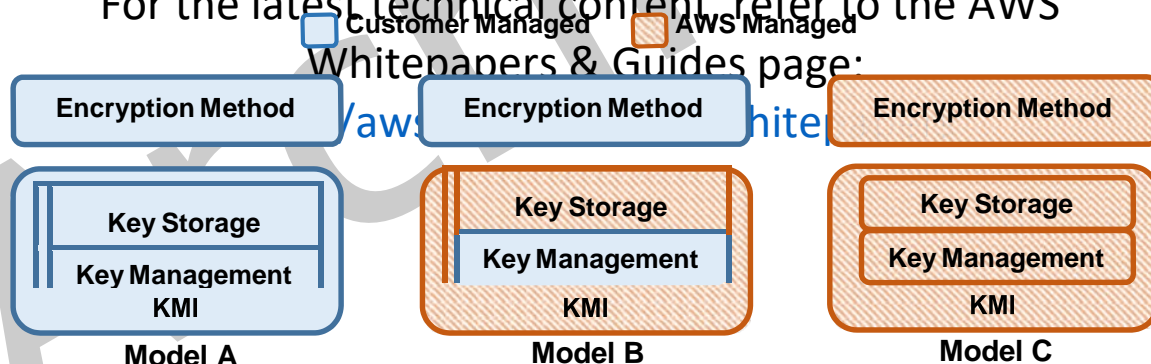 For the latest technical content, refer to the AWS
Customer Managed AWS Managed
Whitepapers & Guides page:
Encryption Method Encryption Method Encryption Method
/aws hitep
Key Storage Key Storage Key Storage
Key Management Key Management Key Management
KMI KMI KMI
Model A Model B Model C